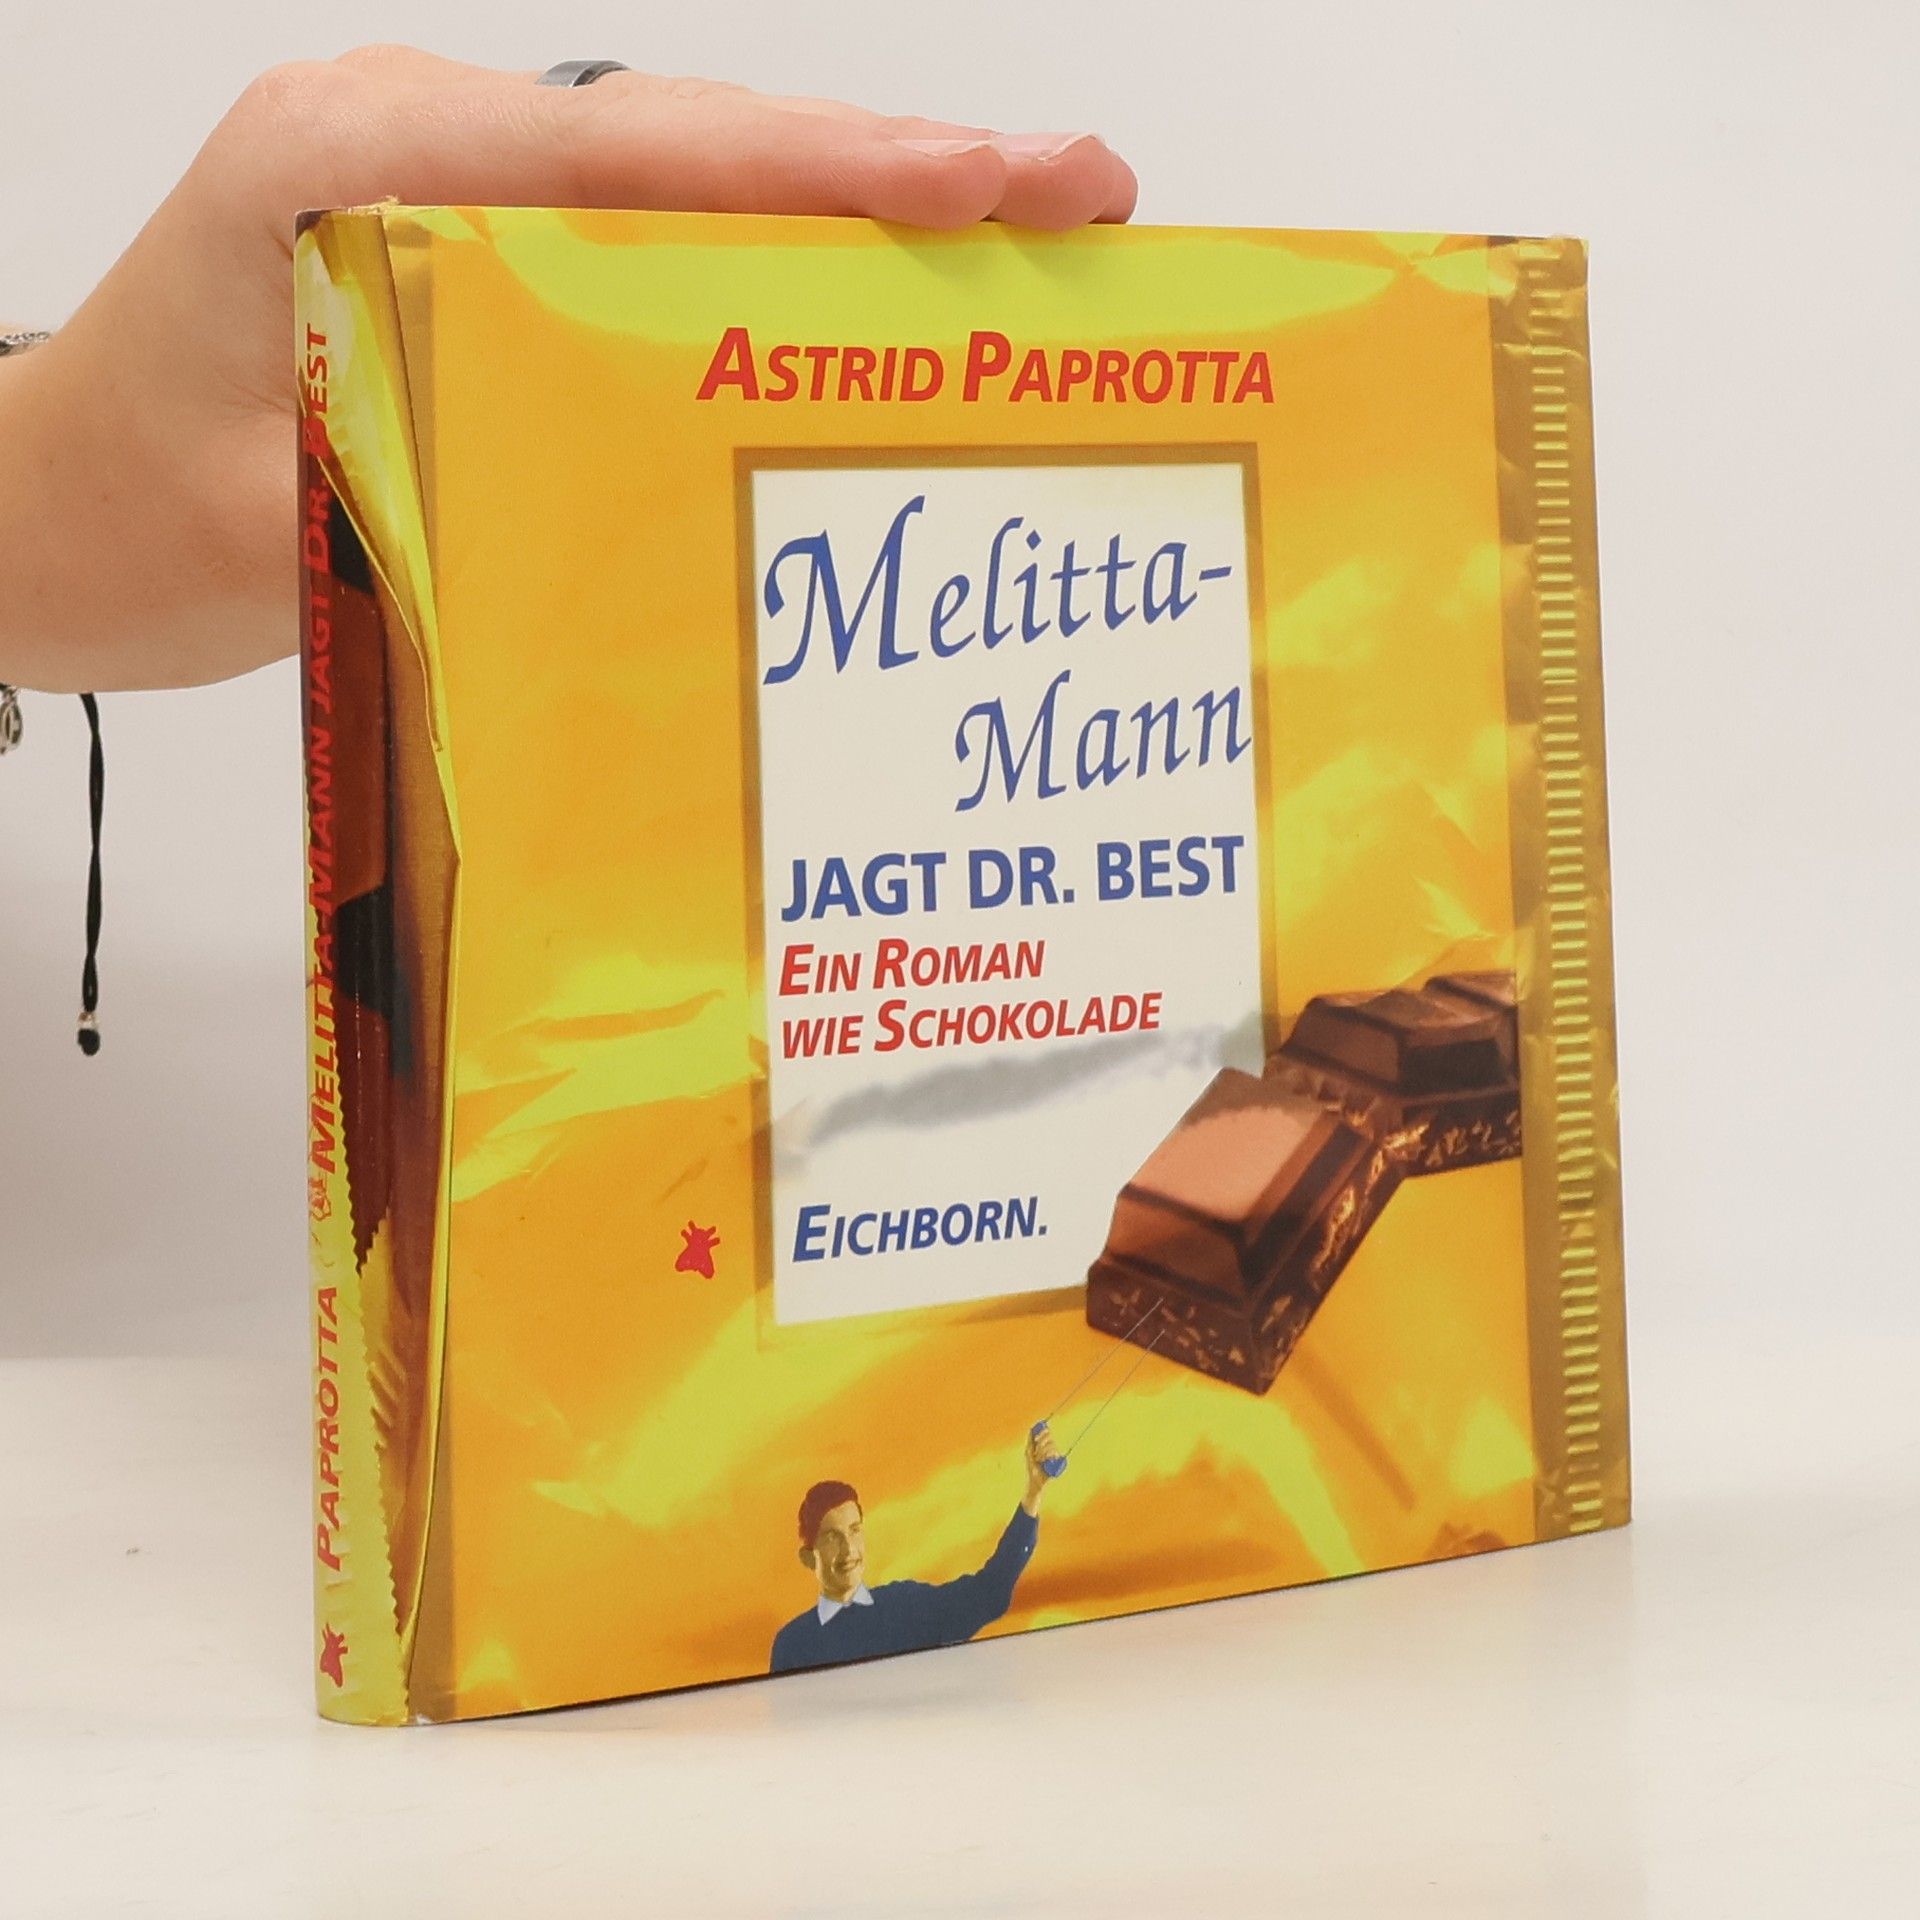 ASTRID PAPROTTA
Melitta-
Mann
JAGT DR. BEST
EIN ROMAN
WIE SCHOKOLADE
EICHBORN.
PAPROTTA MELITTA-MANN JAGT DR. BEST